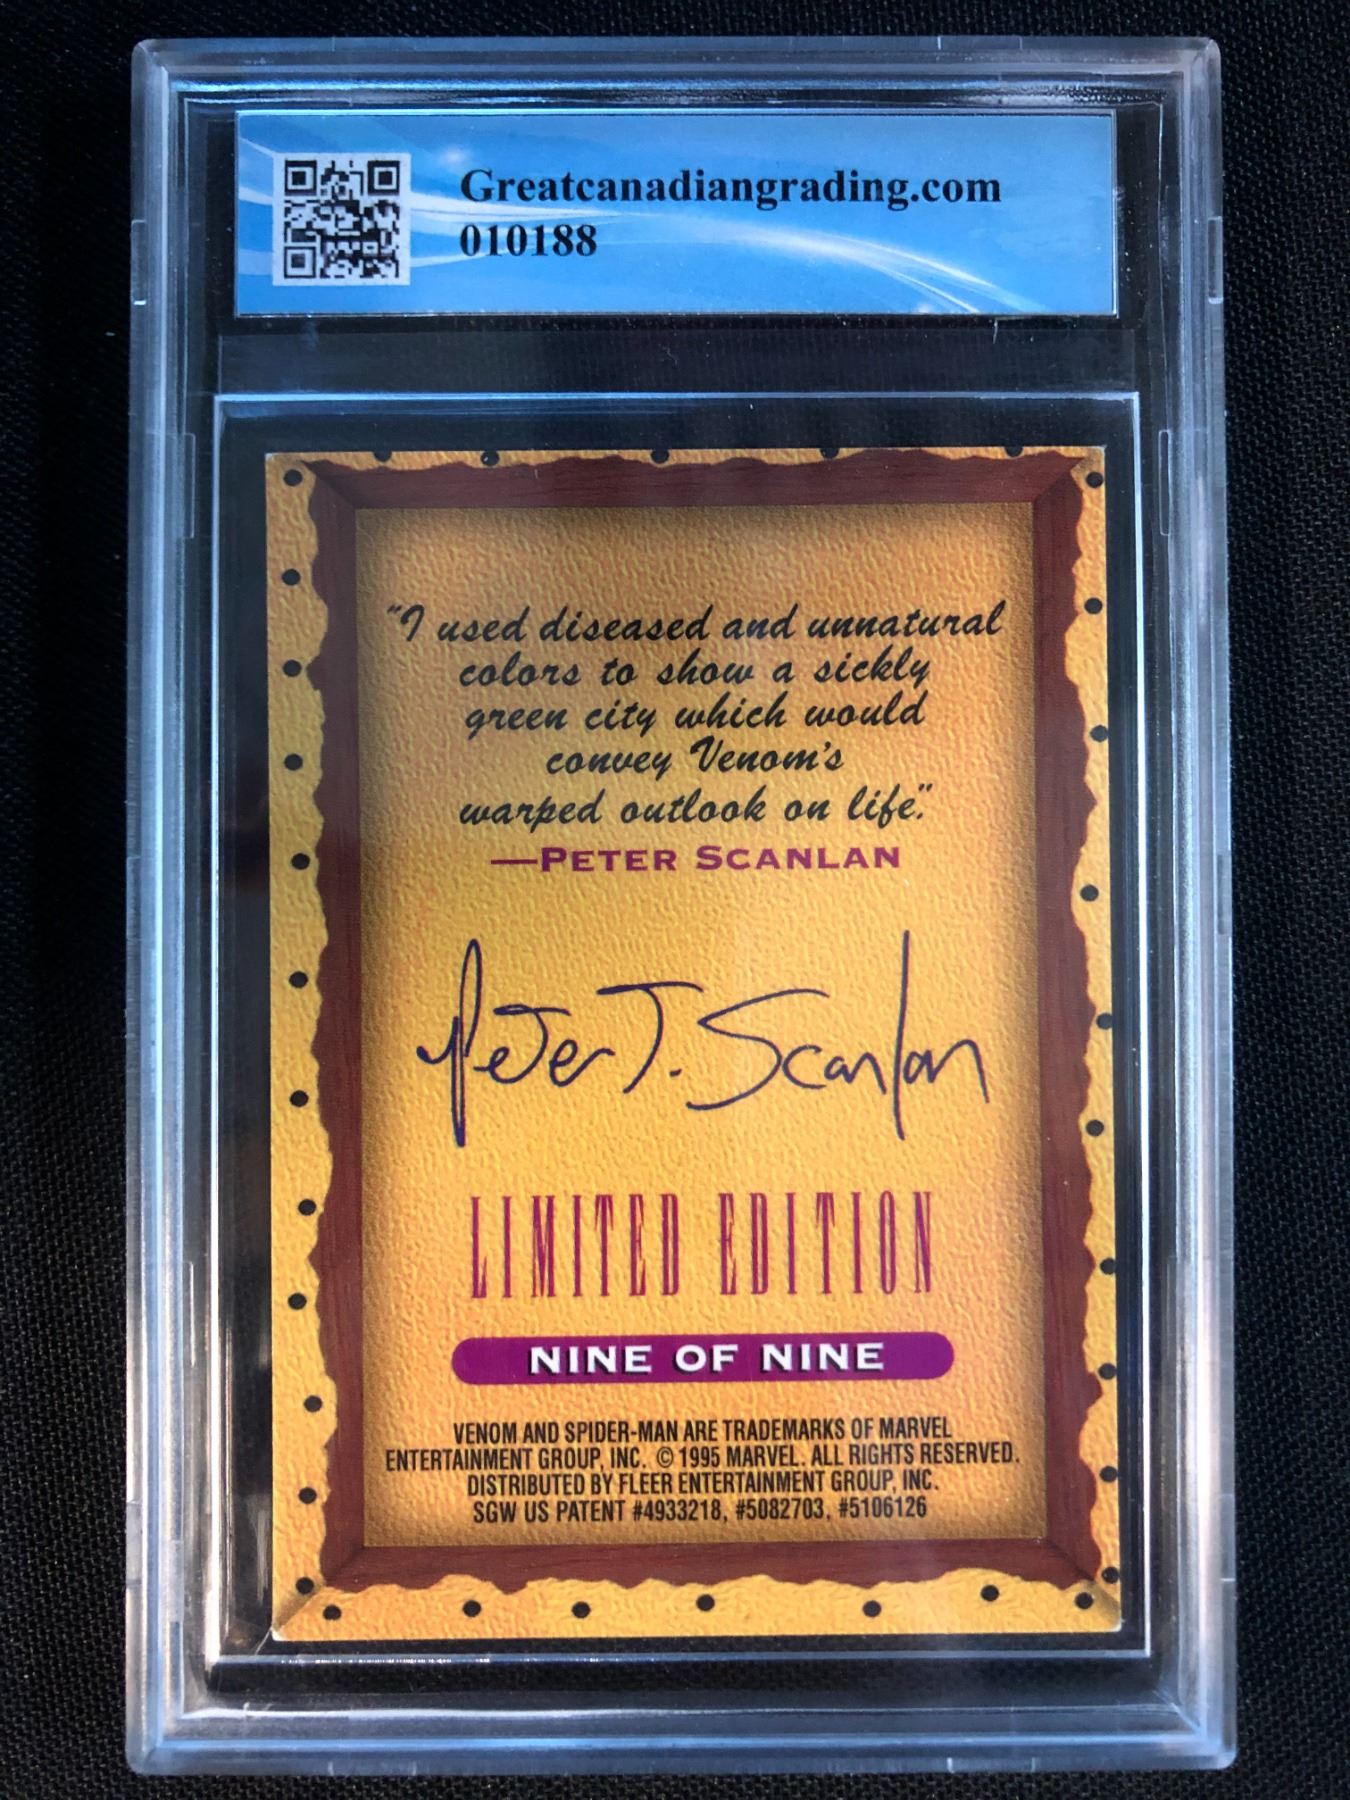 Greatcanadiangrading.com
010188
"I used diseased and unnatural
colors to show a sickly
green city which would
convey Venom's
warped outlook on life."
—PETER SCANLAN
Peter J. Scanlan
LIMITED EDITION
NINE OF NINE
VENOM AND SPIDER-MAN ARE TRADEMARKS OF MARVEL
ENTERTAINMENT GROUP, INC. © 1995 MARVEL. ALL RIGHTS RESERVED.
DISTRIBUTED BY FLEER ENTERTAINMENT GROUP, INC.
SGW US PATENT #4933218, #5082703, #5106126